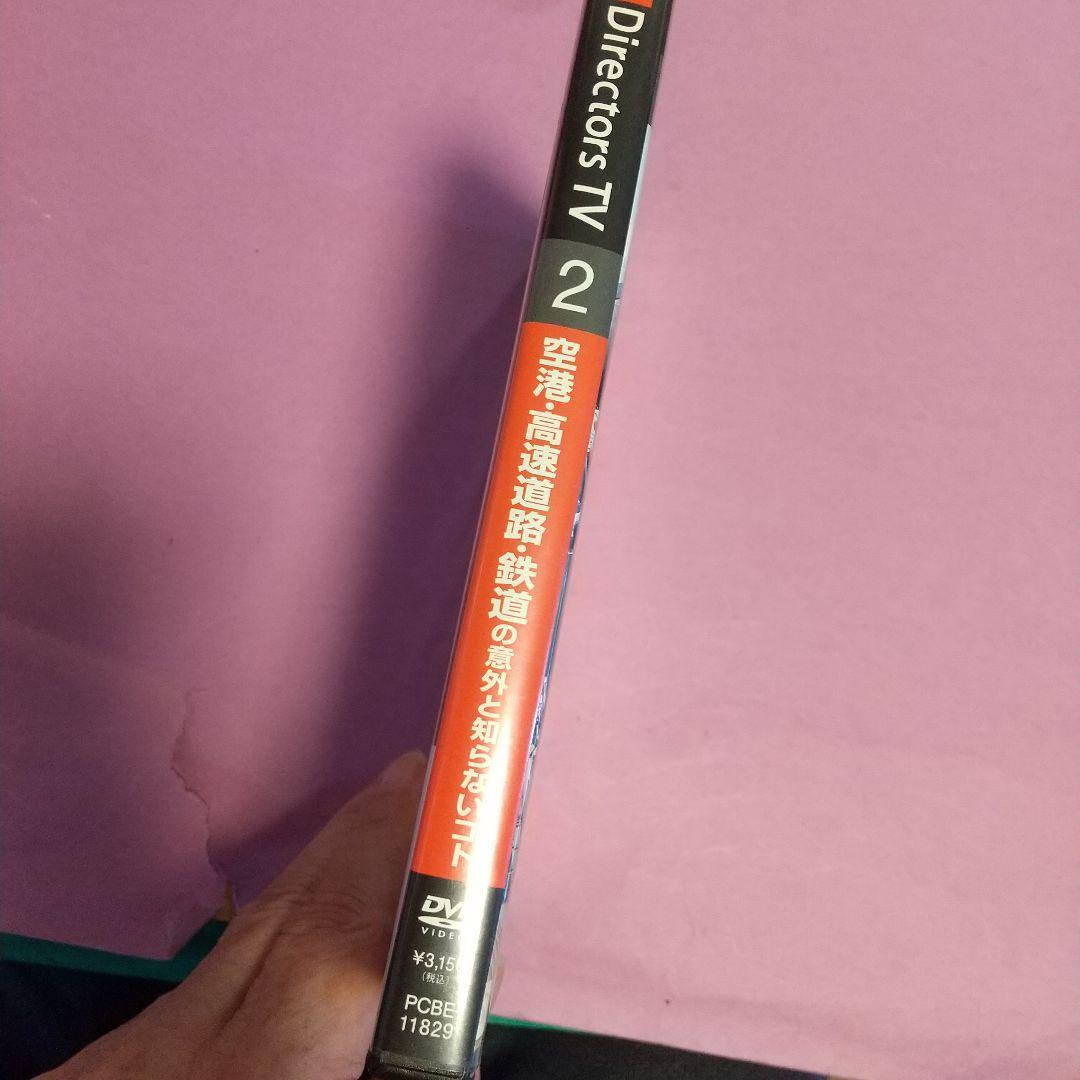 Directors TV
2
空港・高速道路・鉄道の意外と知らないコト
DVD
VIDEO
¥3,150
(税込)
PCBE
11829